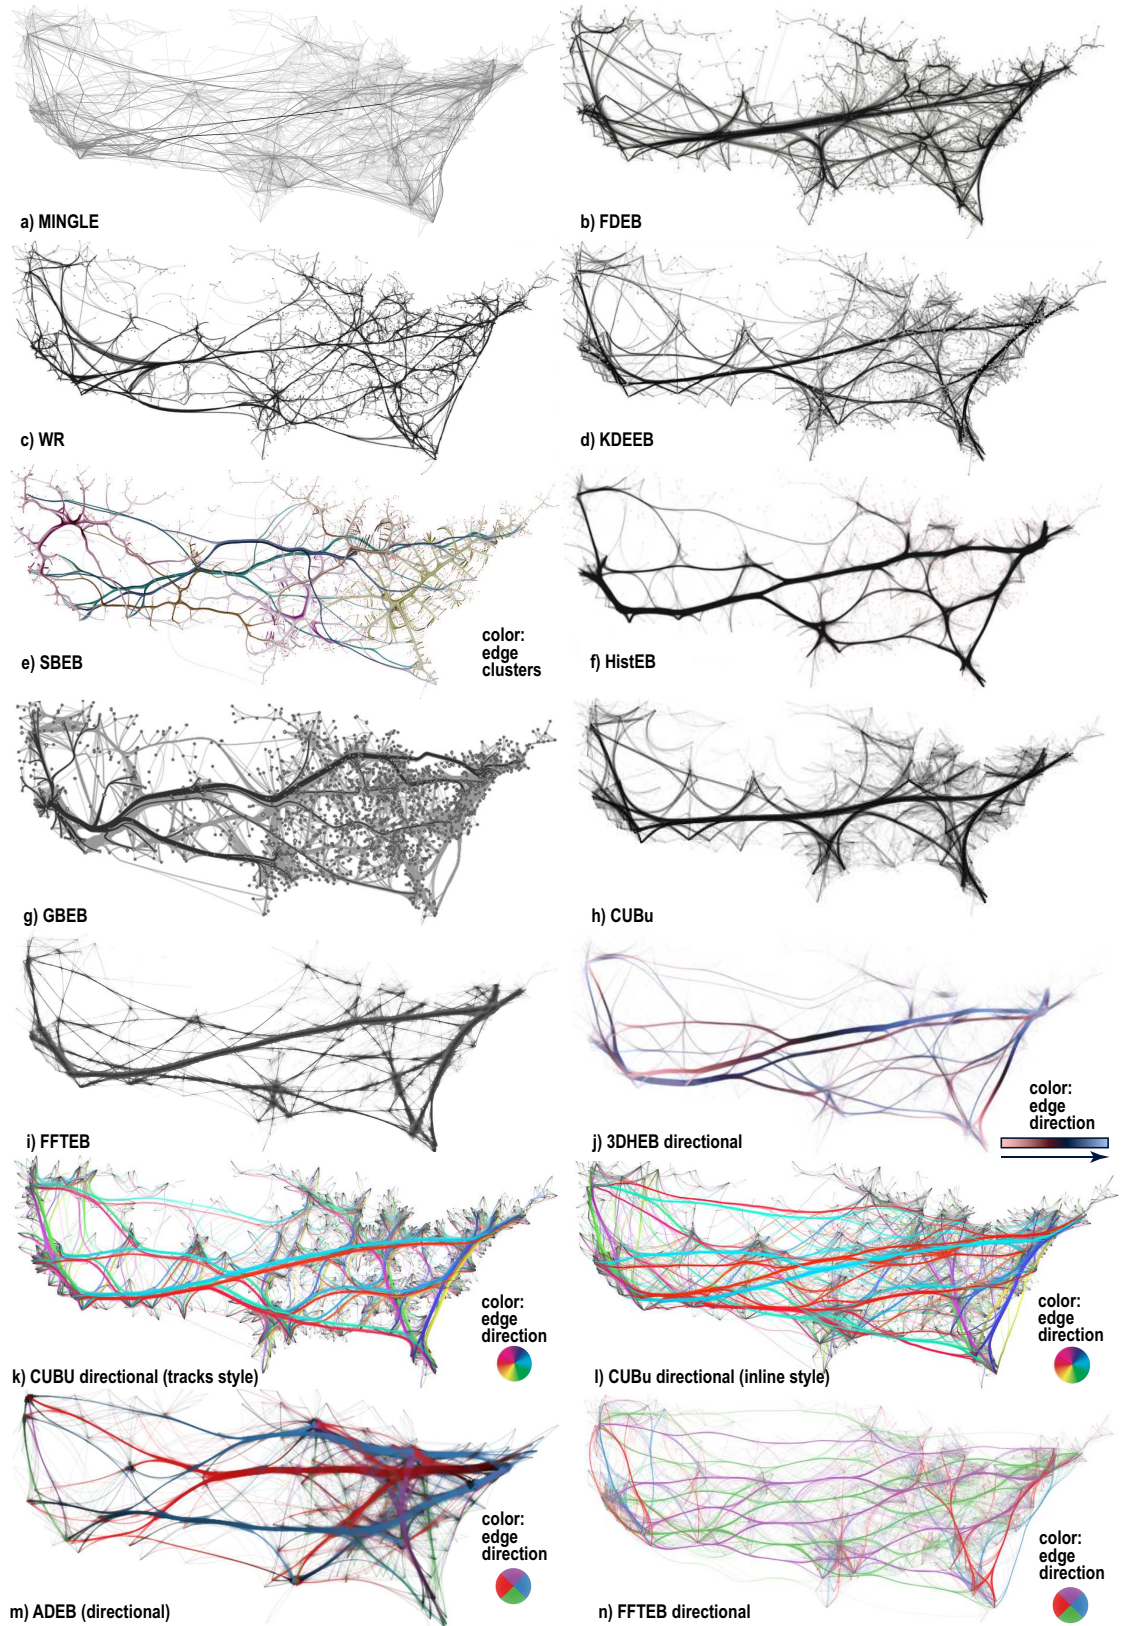 a) MINGLE
b) FDEB
c) WR
d) KDEEB
color:
edge
clusters
e) SBEB
f) HistEB
g) GBEB
h) CUBu
i) FFTEB
color:
edge
direction
j) 3DHEB directional
color:
edge
direction
k) CUBU directional (tracks style)
color:
edge
direction
l) CUBu directional (inline style)
color:
edge
direction
m) ADEB (directional)
color:
edge
direction
n) FFTEB directional